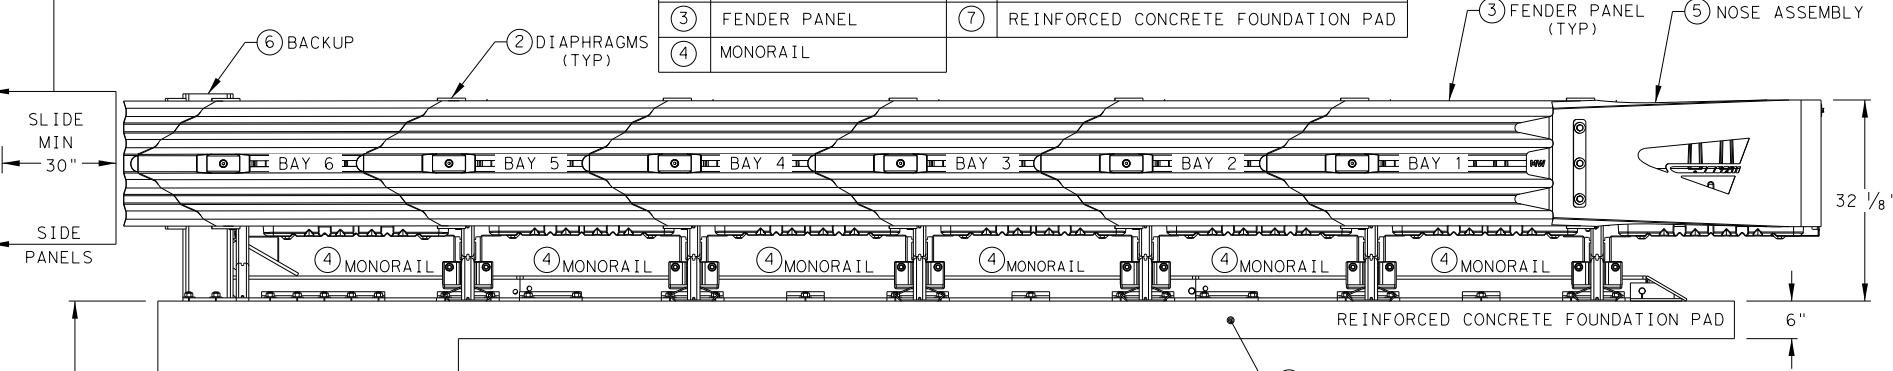 ③ FENDER PANEL ⑦ REINFORCED CONCRETE FOUNDATION PAD
④ MONORAIL
③ FENDER PANEL
(TYP)
⑤ NOSE ASSEMBLY
⑥ BACKUP
② DIAPHRAGMS
(TYP)
SLIDE
MIN
30"
SIDE
PANELS
BAY 6 BAY 5 BAY 4 BAY 3 BAY 2 BAY 1 MW
32 ⅛"
④ MONORAIL ④ MONORAIL ④ MONORAIL ④ MONORAIL ④ MONORAIL ④ MONORAIL
REINFORCED CONCRETE FOUNDATION PAD
6"